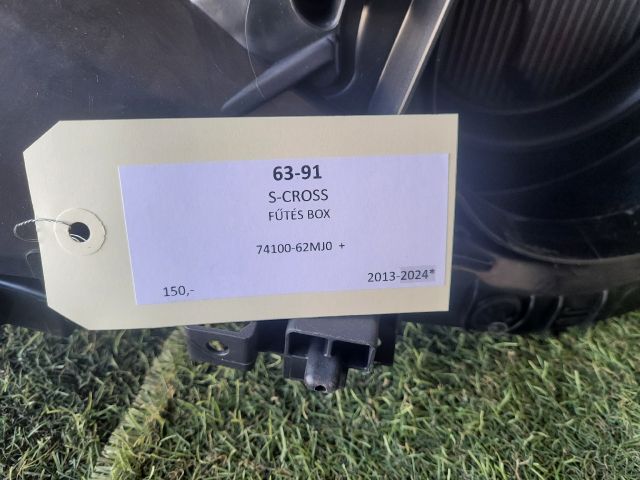 63-91
S-CROSS
FŰTÉS BOX
74100-62MJ0 +
150,- 2013-2024*